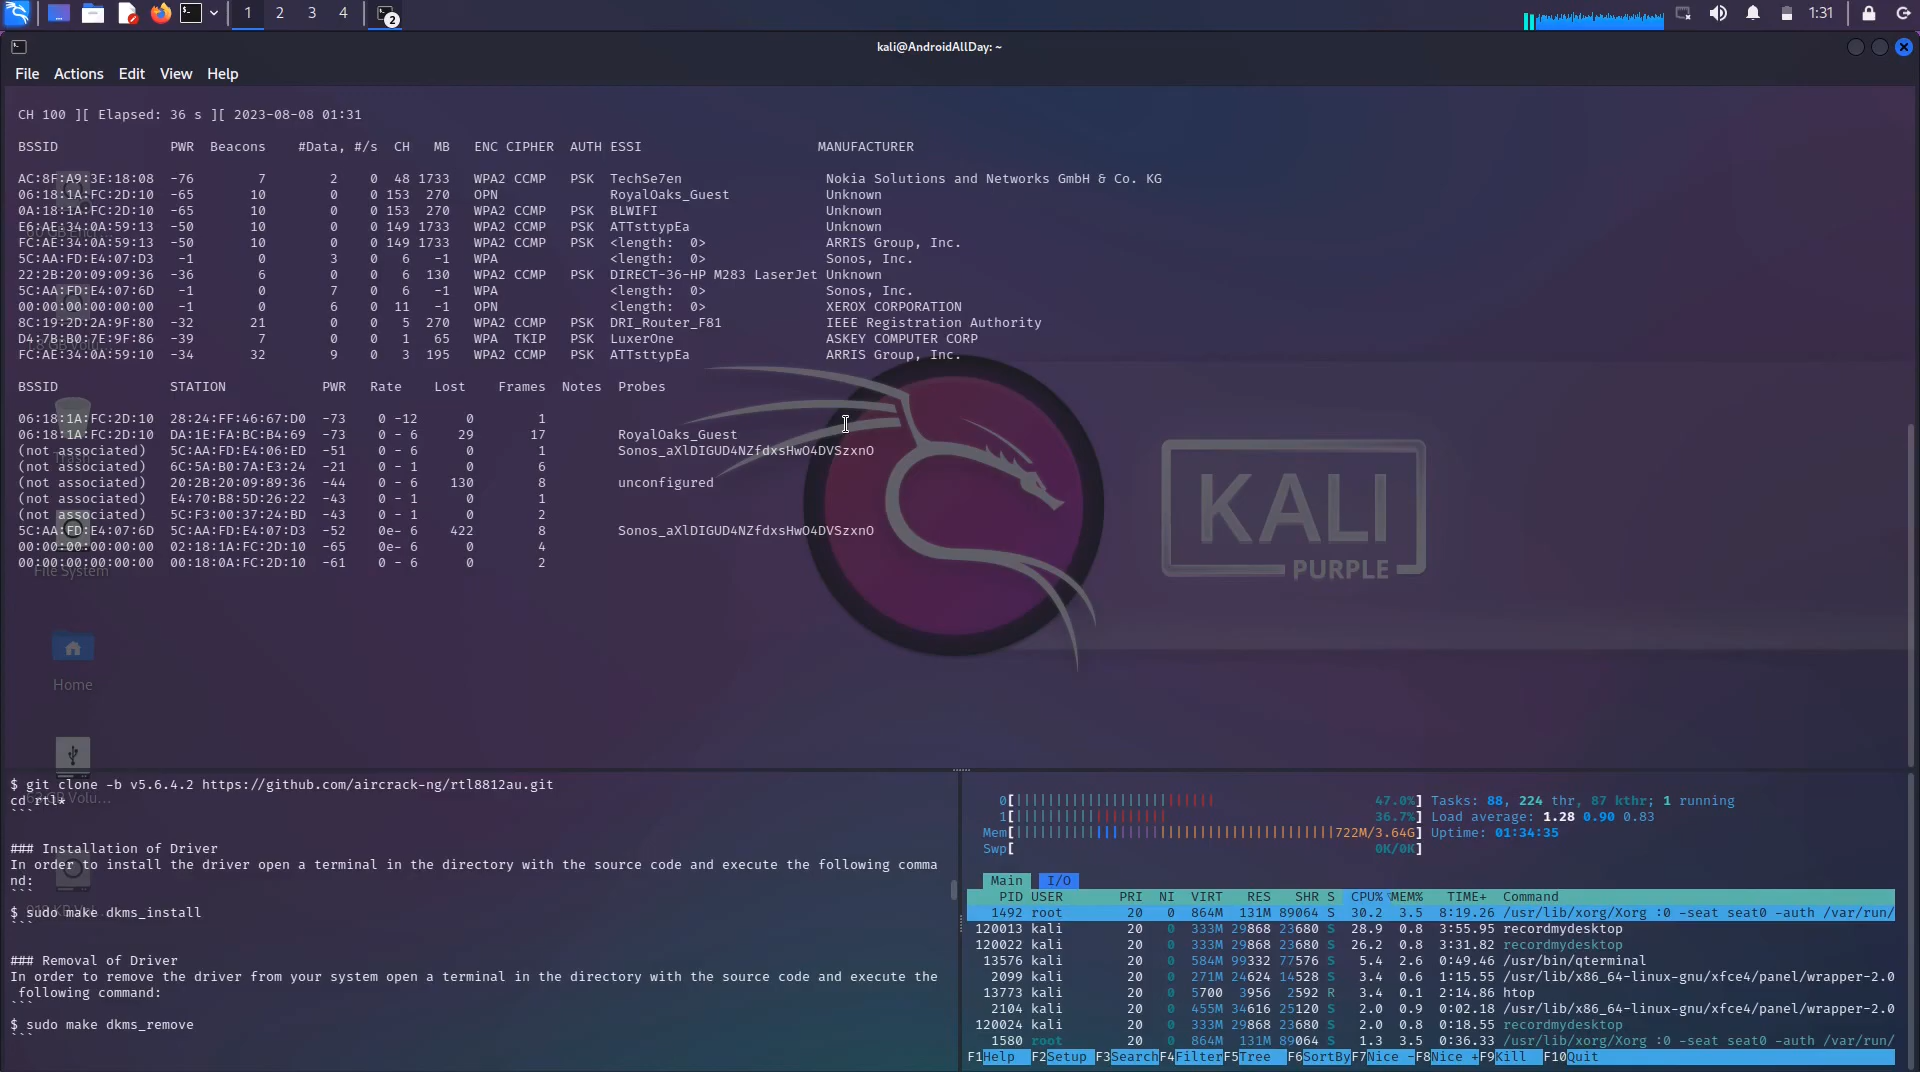 1 2 3 4 2 1:31
kali@AndroidAllDay: ~
File Actions Edit View Help
CH 100 ][ Elapsed: 36 s ][ 2023-08-08 01:31
BSSID PWR Beacons #Data, #/s CH MB ENC CIPHER AUTH ESSI MANUFACTURER
AC:8F:A9:3E:18:08 -76 7 2 0 48 1733 WPA2 CCMP PSK TechSe7en Nokia Solutions and Networks GmbH & Co. KG
06:18:1A:FC:2D:10 -65 10 0 0 153 270 OPN RoyalOaks_Guest Unknown
0A:18:1A:FC:2D:10 -65 10 0 0 153 270 WPA2 CCMP PSK BLWIFI Unknown
E6:AE:34:0A:59:13 -50 10 0 0 149 1733 WPA2 CCMP PSK ATTsttypEa Unknown
FC:AE:34:0A:59:13 -50 10 0 0 149 1733 WPA2 CCMP PSK <length: 0> ARRIS Group, Inc.
5C:AA:FD:E4:07:D3 -1 0 3 0 6 -1 WPA <length: 0> Sonos, Inc.
22:2B:20:09:09:36 -36 6 0 0 6 130 WPA2 CCMP PSK DIRECT-36-HP M283 LaserJet Unknown
5C:AA:FD:E4:07:6D -1 0 7 0 6 -1 WPA <length: 0> Sonos, Inc.
00:00:00:00:00:00 -1 0 6 0 11 -1 OPN <length: 0> XEROX CORPORATION
8C:19:2D:2A:9F:80 -32 21 0 0 5 270 WPA2 CCMP PSK DRI_Router_F81 IEEE Registration Authority
D4:7B:B0:7E:9F:86 -39 7 0 0 1 65 WPA TKIP PSK LuxerOne ASKEY COMPUTER CORP
FC:AE:34:0A:59:10 -34 32 9 0 3 195 WPA2 CCMP PSK ATTsttypEa ARRIS Group, Inc.
BSSID STATION PWR Rate Lost Frames Notes Probes
06:18:1A:FC:2D:10 28:24:FF:46:67:D0 -73 0 -12 0 1
06:18:1A:FC:2D:10 DA:1E:FA:BC:B4:69 -73 0 - 6 29 17 RoyalOaks_Guest
(not associated) 5C:AA:FD:E4:06:ED -51 0 - 6 0 1 Sonos_aXlDIGUD4NZfdxsHwO4DVSzxnO
(not associated) 6C:5A:B0:7A:E3:24 -21 0 - 1 0 6
(not associated) 20:2B:20:09:89:36 -44 0 - 6 130 8 unconfigured
(not associated) E4:70:B8:5D:26:22 -43 0 - 1 0 1
(not associated) 5C:F3:00:37:24:BD -43 0 - 1 0 2
5C:AA:FD:E4:07:6D 5C:AA:FD:E4:07:D3 -52 0e- 6 422 8 Sonos_aXlDIGUD4NZfdxsHwO4DVSzxnO
00:00:00:00:00:00 02:18:1A:FC:2D:10 -65 0e- 6 0 4
00:00:00:00:00:00 00:18:0A:FC:2D:10 -61 0 - 6 0 2
File System
KALI
PURPLE
Home
$ git clone -b v5.6.4.2 https://github.com/aircrack-ng/rtl8812au.git
cd rtl*
```
### Installation of Driver
In order to install the driver open a terminal in the directory with the source code and execute the following comma
nd:
```
$ sudo make dkms_install
```
### Removal of Driver
In order to remove the driver from your system open a terminal in the directory with the source code and execute the
following command:
```
$ sudo make dkms_remove
```
0[ 47.0%] Tasks: 88, 224 thr, 87 kthr; 1 running
1[ 36.7%] Load average: 1.28 0.90 0.83
Mem[ 722M/3.64G] Uptime: 01:34:35
Swp[ 0K/0K]
Main I/O
PID USER PRI NI VIRT RES SHR S CPU%▽MEM% TIME+ Command
1492 root 20 0 864M 131M 89064 S 30.2 3.5 8:19.26 /usr/lib/xorg/Xorg :0 -seat seat0 -auth /var/run/
120013 kali 20 0 333M 29868 23680 S 28.9 0.8 3:55.95 recordmydesktop
120022 kali 20 0 333M 29868 23680 S 26.2 0.8 3:31.82 recordmydesktop
13576 kali 20 0 584M 99332 77576 S 5.4 2.6 0:49.46 /usr/bin/qterminal
2099 kali 20 0 271M 24624 14528 S 3.4 0.6 1:15.55 /usr/lib/x86_64-linux-gnu/xfce4/panel/wrapper-2.0
13773 kali 20 0 5700 3956 2592 R 3.4 0.1 2:14.86 htop
2104 kali 20 0 455M 34616 25120 S 2.0 0.9 0:02.18 /usr/lib/x86_64-linux-gnu/xfce4/panel/wrapper-2.0
120024 kali 20 0 333M 29868 23680 S 2.0 0.8 0:18.55 recordmydesktop
1580 root 20 0 864M 131M 89064 S 1.3 3.5 0:36.33 /usr/lib/xorg/Xorg :0 -seat seat0 -auth /var/run/
F1Help F2Setup F3SearchF4FilterF5Tree F6SortByF7Nice -F8Nice +F9Kill F10Quit